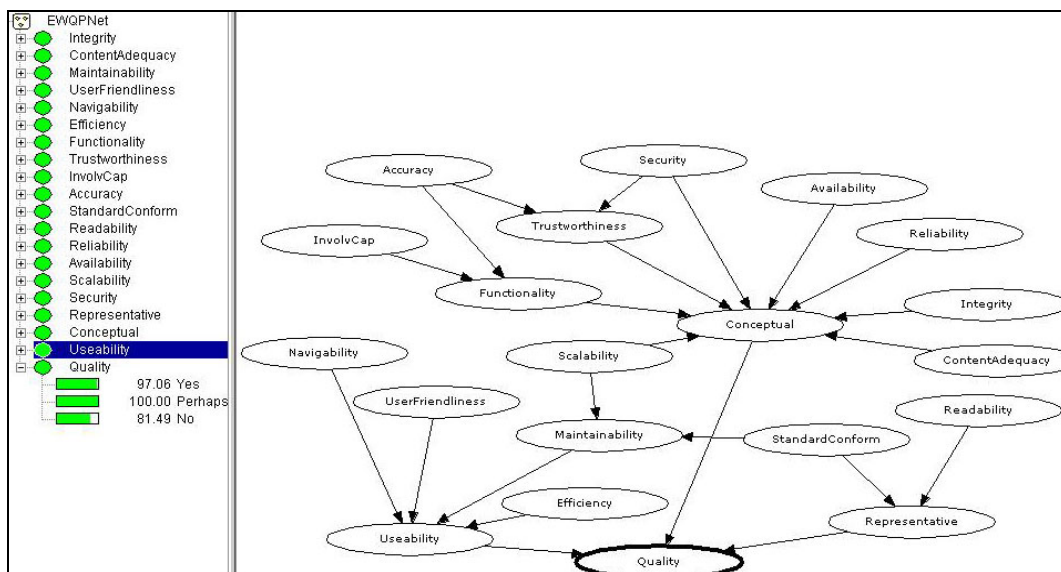 EWQPNet
Integrity
ContentAdequacy
Maintainability
UserFriendliness
Navigability
Efficiency
Functionality
Trustworthiness
InvolvCap
Accuracy
StandardConform
Readability
Reliability
Availability
Scalability
Security
Representative
Conceptual
Useability
Quality
97.06 Yes
100.00 Perhaps
81.49 No
Accuracy
Security
Availability
InvolvCap
Trustworthiness
Reliability
Functionality
Integrity
Conceptual
Navigability
Scalability
ContentAdequacy
UserFriendliness
Readability
Maintainability
StandardConform
Efficiency
Representative
Useability
Quality